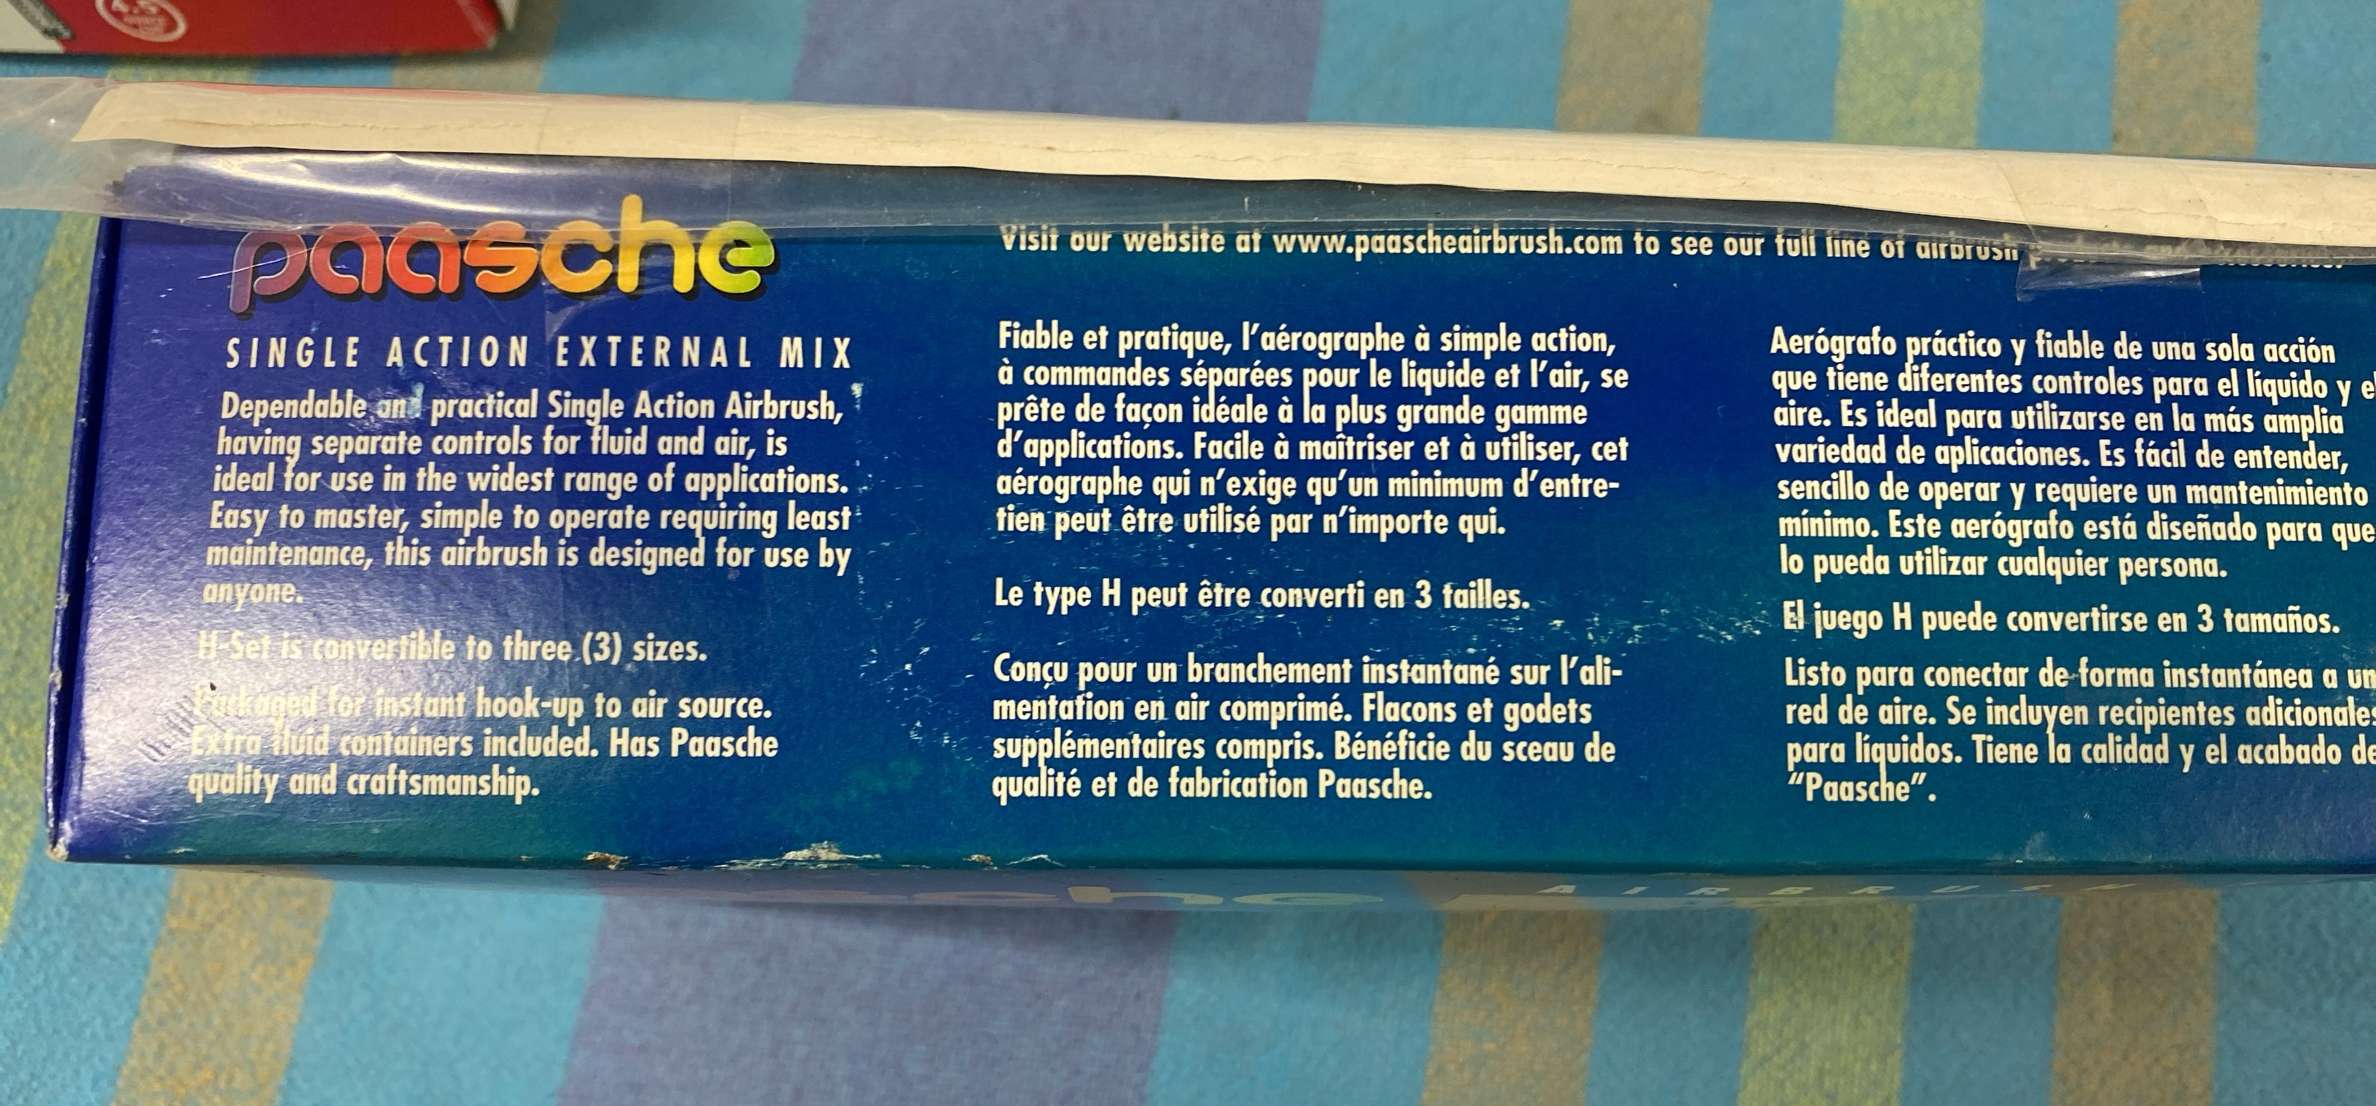 4.5
paasche
SINGLE ACTION EXTERNAL MIX
Dependable and practical Single Action Airbrush,
having separate controls for fluid and air, is
ideal for use in the widest range of applications.
Easy to master, simple to operate requiring least
maintenance, this airbrush is designed for use by
anyone.
H-Set is convertible to three (3) sizes.
Packaged for instant hook-up to air source.
Extra fluid containers included. Has Paasche
quality and craftsmanship.
Visit our website at www.paascheairbrush.com to see our full line of airbrush
Fiable et pratique, l'aérographe à simple action,
à commandes séparées pour le liquide et l'air, se
prête de façon idéale à la plus grande gamme
d'applications. Facile à maîtriser et à utiliser, cet
aérographe qui n'exige qu'un minimum d'entre-
tien peut être utilisé par n'importe qui.
Le type H peut être converti en 3 tailles.
Conçu pour un branchement instantané sur l'ali-
mentation en air comprimé. Flacons et godets
supplémentaires compris. Bénéficie du sceau de
qualité et de fabrication Paasche.
Aerógrafo práctico y fiable de una sola acción
que tiene diferentes controles para el líquido y el
aire. Es ideal para utilizarse en la más amplia
variedad de aplicaciones. Es fácil de entender,
sencillo de operar y requiere un mantenimiento
mínimo. Este aerógrafo está diseñado para que
lo pueda utilizar cualquier persona.
El juego H puede convertirse en 3 tamaños.
Listo para conectar de forma instantánea a un
red de aire. Se incluyen recipientes adicionales
para líquidos. Tiene la calidad y el acabado de
"Paasche".
AIRBRUSH